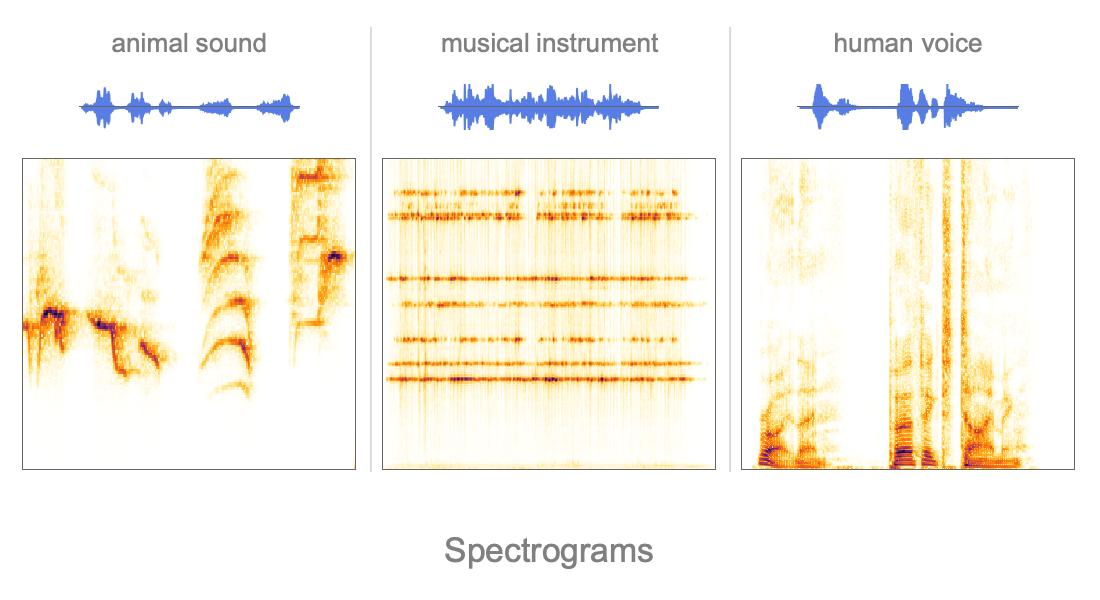 animal sound
musical instrument
human voice
Spectrograms